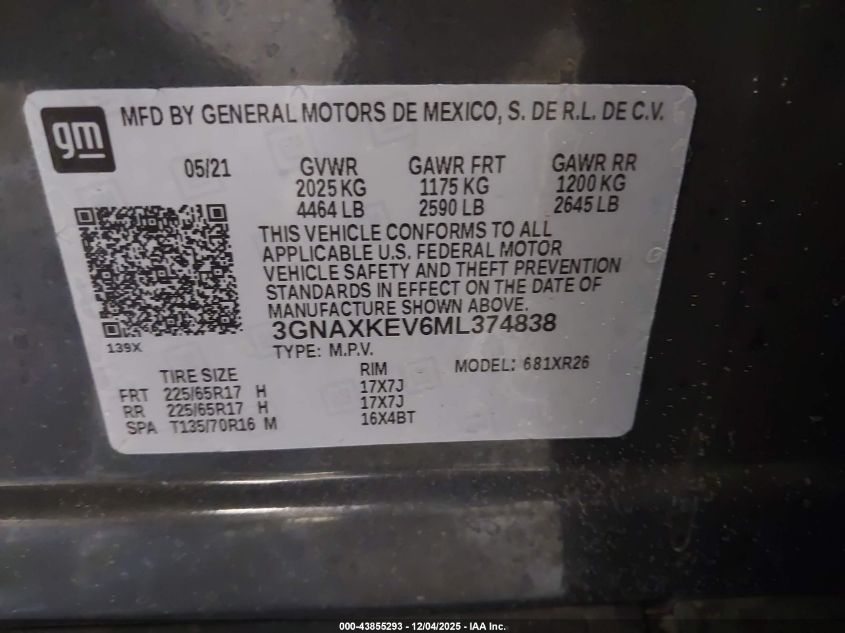 gm
MFD BY GENERAL MOTORS DE MEXICO, S. DE R.L. DE C.V.
05/21 GVWR GAWR FRT GAWR RR
2025 KG 1175 KG 1200 KG
4464 LB 2590 LB 2645 LB
THIS VEHICLE CONFORMS TO ALL
APPLICABLE U.S. FEDERAL MOTOR
VEHICLE SAFETY AND THEFT PREVENTION
STANDARDS IN EFFECT ON THE DATE OF
MANUFACTURE SHOWN ABOVE.
3GNAXKEV6ML374838
139X
TYPE: M.P.V.
MODEL: 681XR26
TIRE SIZE RIM
FRT 225/65R17 H 17X7J
RR 225/65R17 H 17X7J
SPA T135/70R16 M 16X4BT
000-43855293 - 12/04/2025 - IAA Inc.